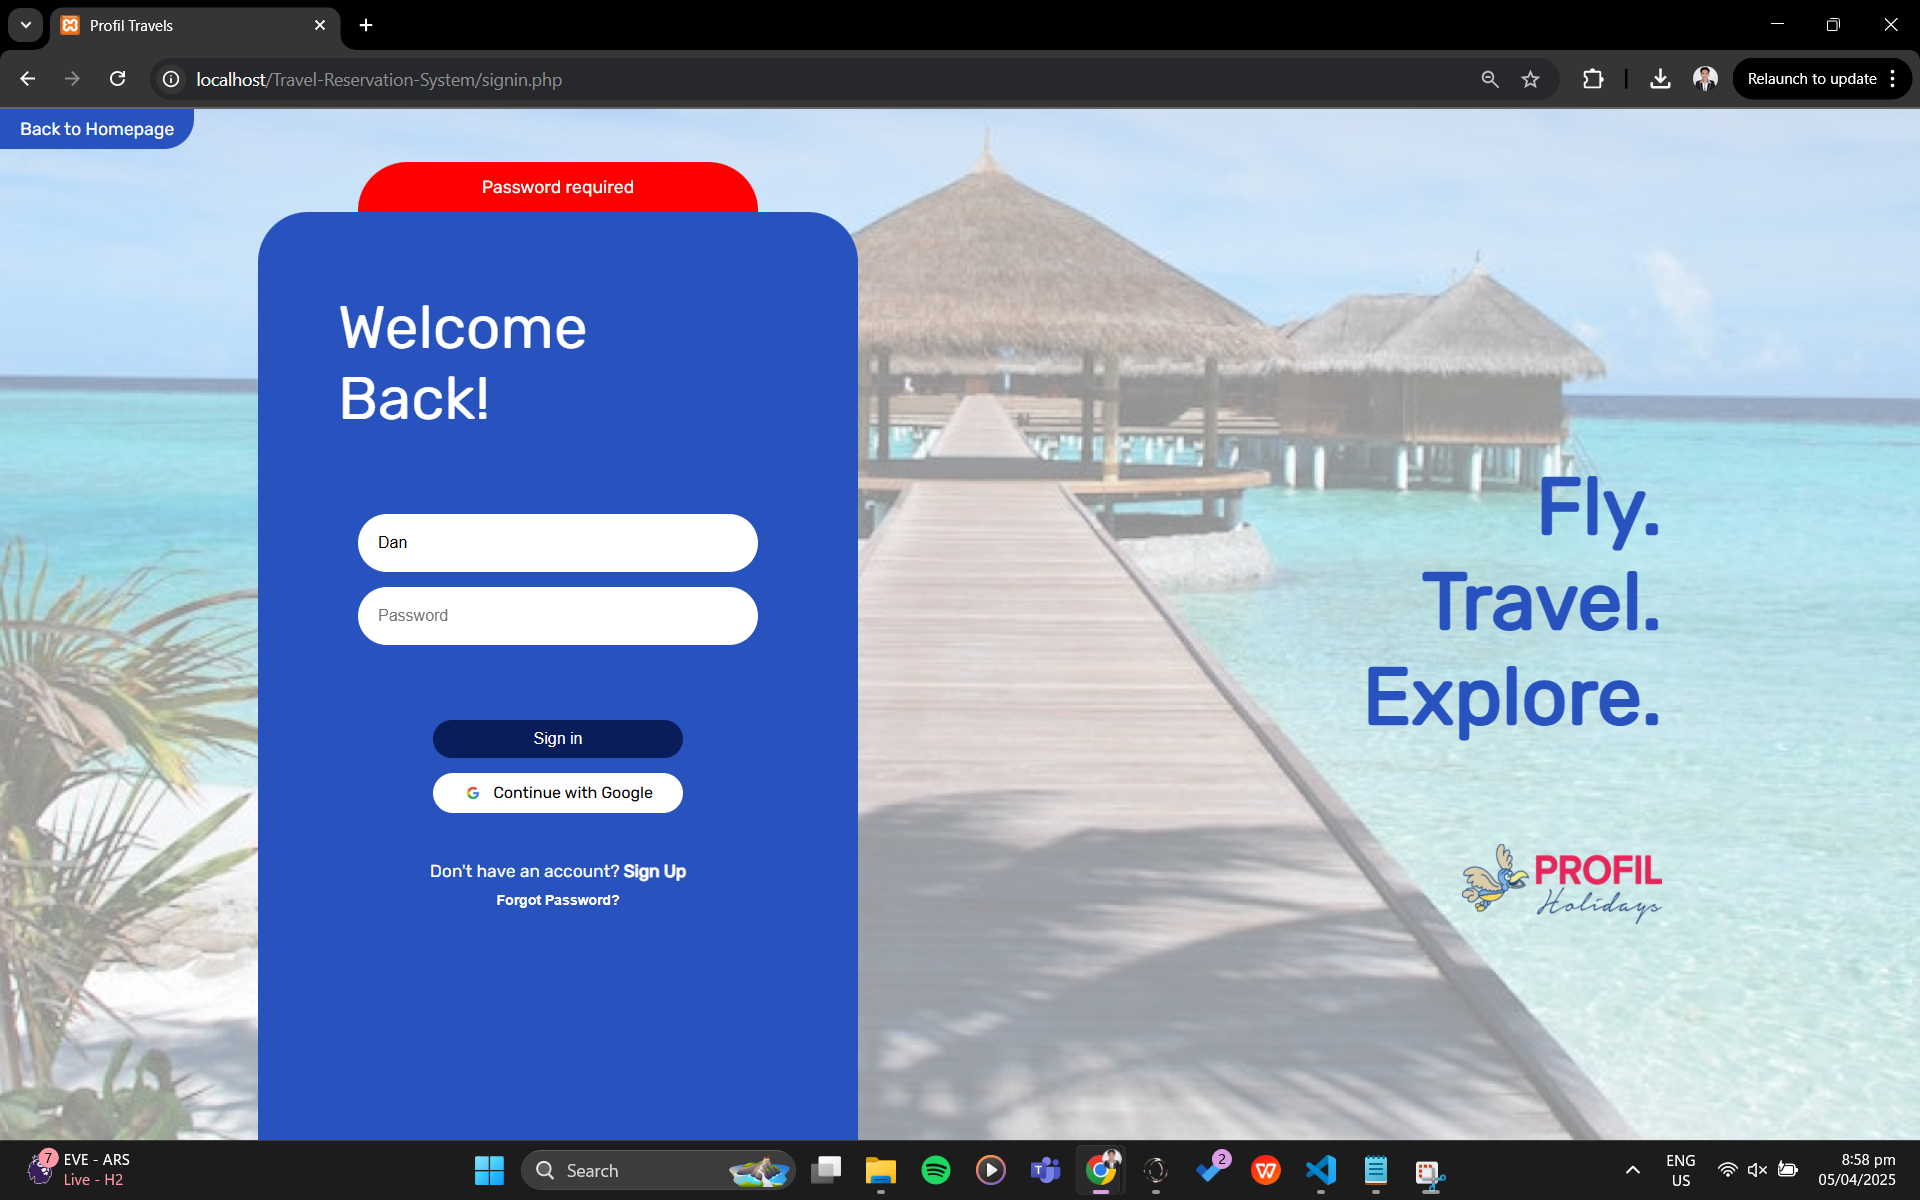 Profil Travels
localhost/Travel-Reservation-System/signin.php
Relaunch to update
Back to Homepage
Password required
Welcome
Back!
Dan
Password
Sign in
G Continue with Google
Don't have an account? Sign Up
Forgot Password?
Fly.
Travel.
Explore.
PROFIL
Holidays
7
EVE - ARS
Live - H2
Search
2
ENG
US
8:58 pm
05/04/2025